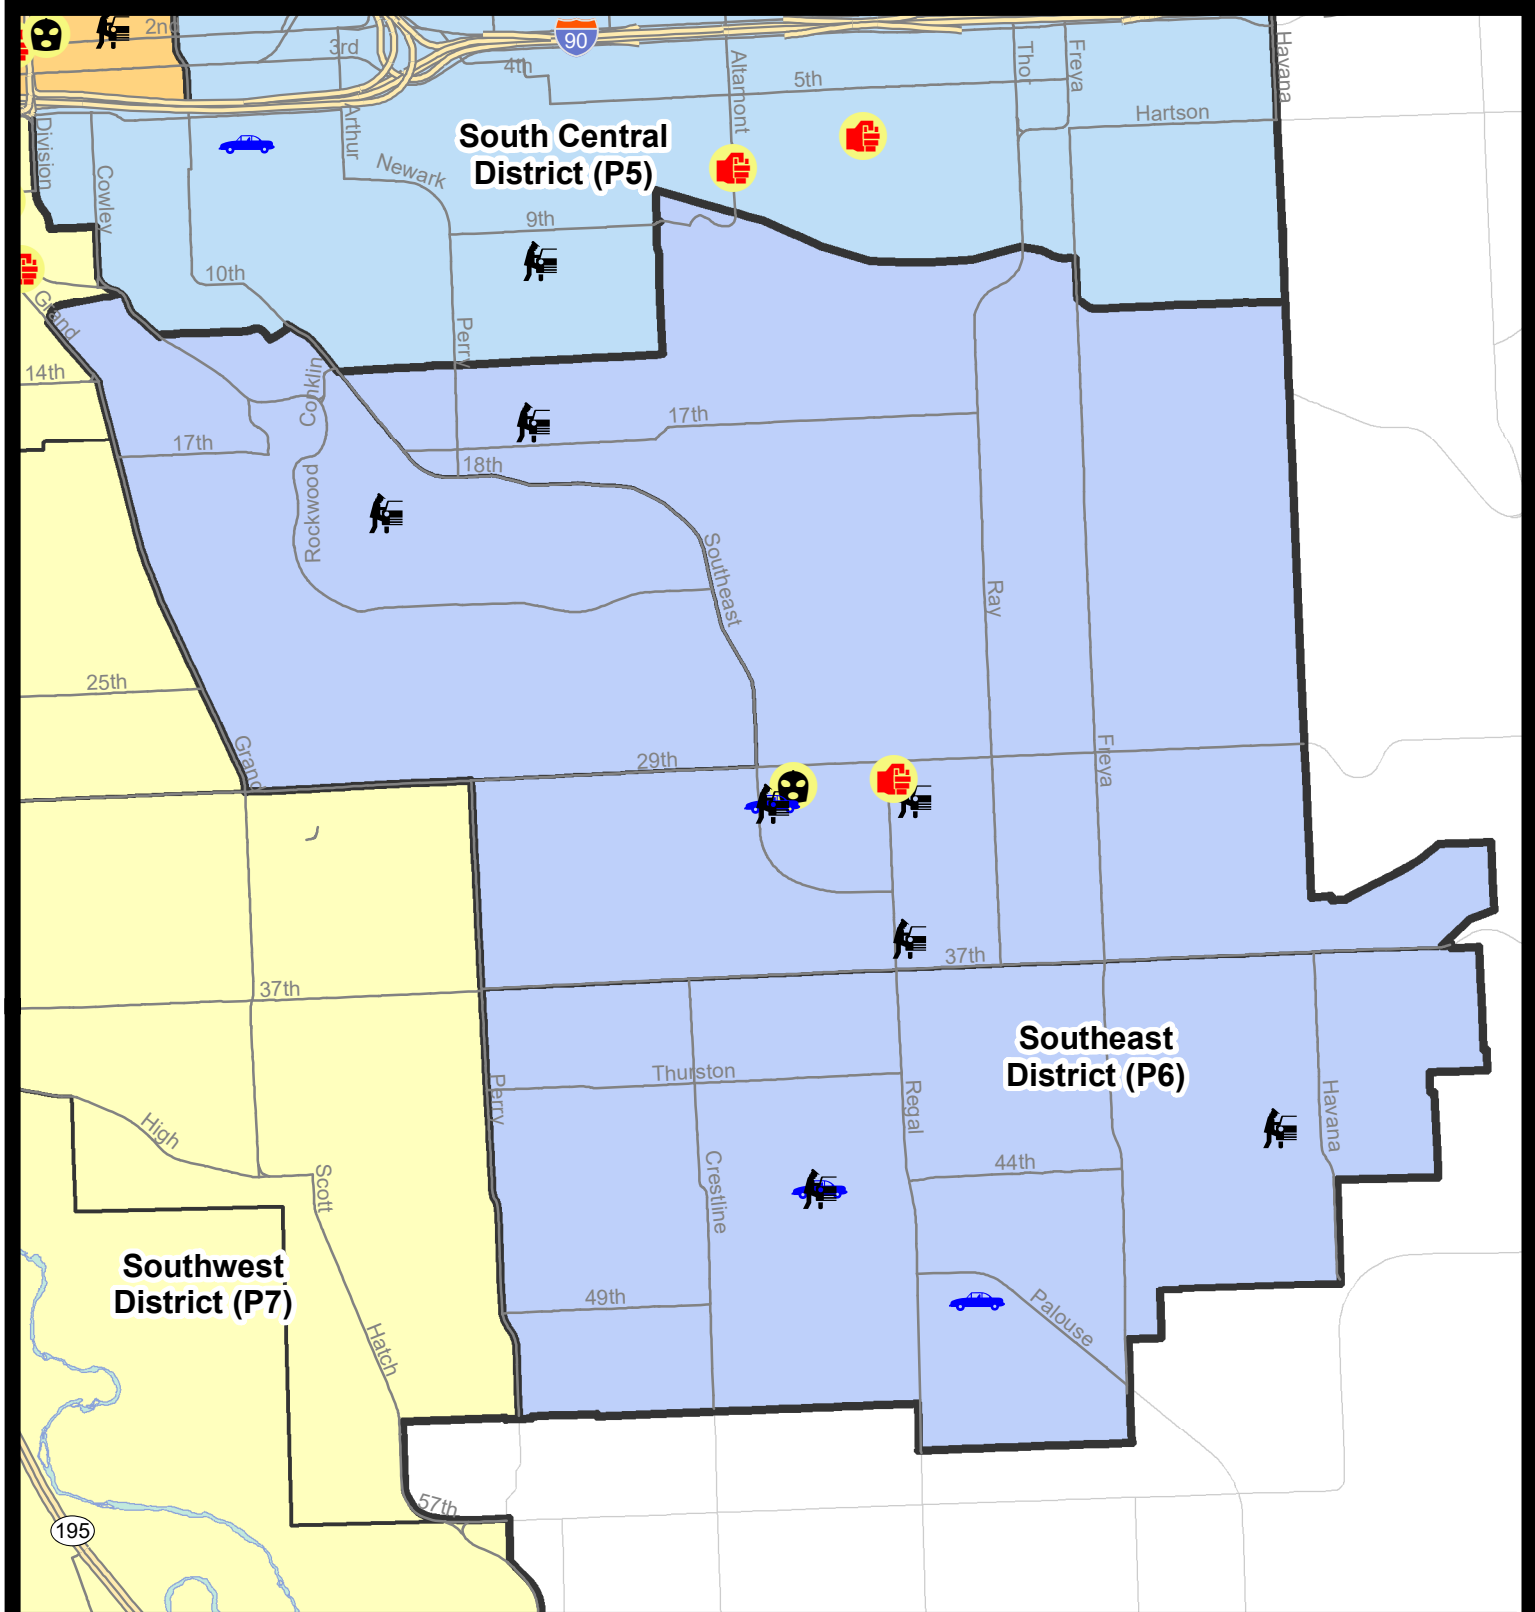 2nd
3rd
90
4th
5th
Altamont
Thor
Freya
Havana
Hartson
Division
Arthur
Cowley
Newark
South Central
District (P5)
9th
10th
Grand
Perry
14th
Conklin
17th
17th
18th
Rockwood
Southeast
Ray
25th
Grand
29th
Freya
37th
37th
Southeast
District (P6)
Thurston
Perry
Regal
Havana
High
Scott
Crestline
44th
Southwest
District (P7)
49th
Palouse
Hatch
57th
195